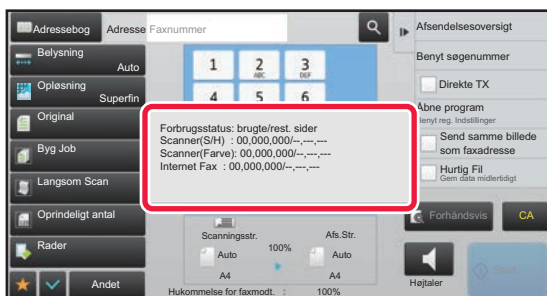 Adressebog
Adresse
Faxnummer
Belysning
Auto
Opløsning
Superfin
Original
Byg Job
Langsom Scan
Oprindeligt antal
Rader
Andet
1
2
ABC
3
DEF
4
5
6
Forbrugsstatus: brugte/rest. sider
Scanner(S/H) : 00,000,000/--,---,---
Scanner(Farve): 00,000,000/--,---,---
Internet Fax : 00,000,000/--,---,---
Scanningsstr.
Afs.Str.
100%
Auto
Auto
A4
A4
Hukommelse for faxmodt. : 100%
Afsendelsesoversigt
Benyt søgenummer
Direkte TX
Åbne program
Benyt reg. Indstillinger
Send samme billede
som faxadresse
Hurtig Fil
Gem data midlertidigt
Forhåndsvis
CA
Højtaler
Start